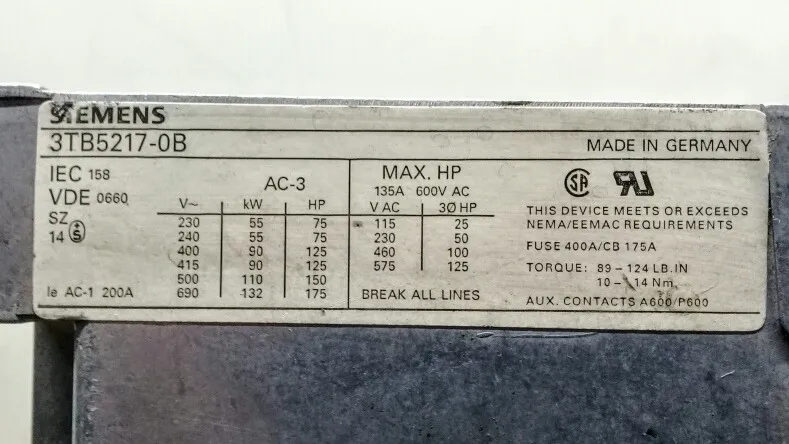 SIEMENS
3TB5217-0B
MADE IN GERMANY
IEC 158
VDE 0660
SZ
14
Ie AC-1 200A
AC-3
V~ kW HP
230 55 75
240 55 75
400 90 125
415 90 125
500 110 150
690 132 175
MAX. HP
135A 600V AC
V AC 3Ø HP
115 25
230 50
460 100
575 125
BREAK ALL LINES
THIS DEVICE MEETS OR EXCEEDS
NEMA/EEMAC REQUIREMENTS
FUSE 400A/CB 175A
TORQUE: 89-124 LB.IN
10-14 Nm
AUX. CONTACTS A600/P600